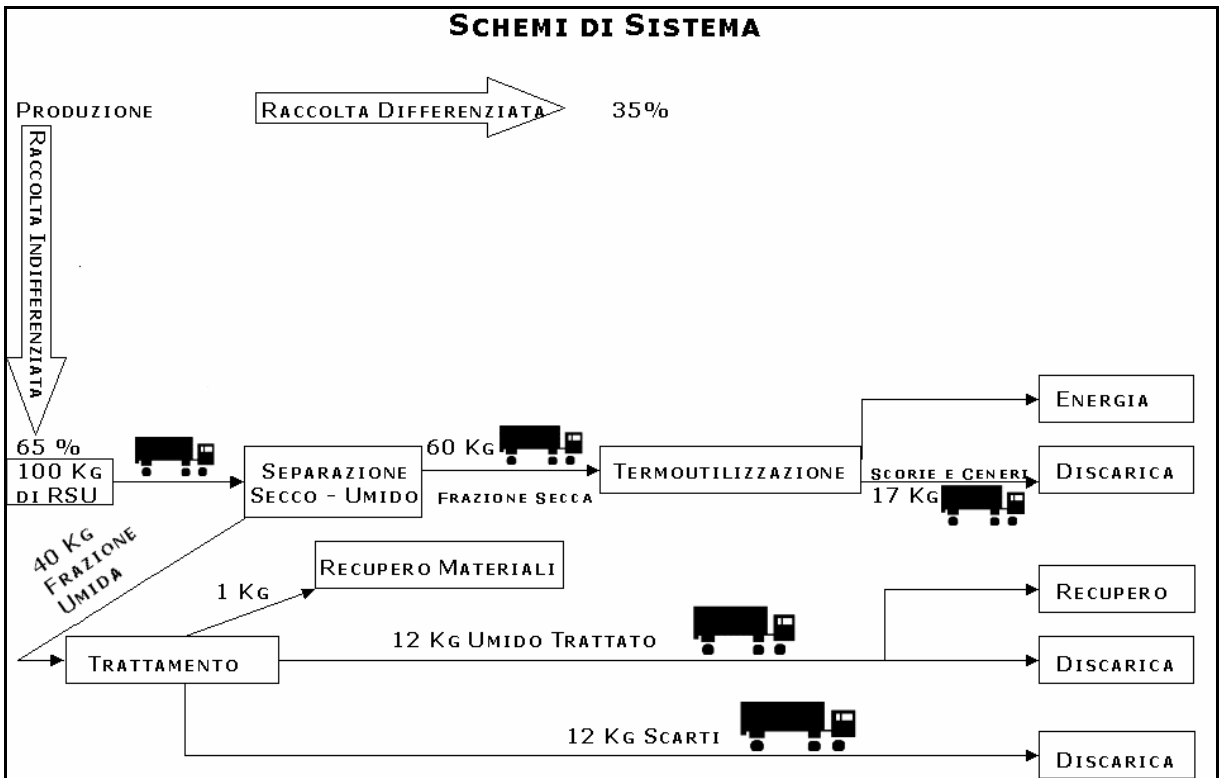 SCHEMI DI SISTEMA
PRODUZIONE
RACCOLTA DIFFERENZIATA
35%
RACCOLTA INDIFFERENZIATA
65 %
100 KG
DI RSU
SEPARAZIONE
SECCO - UMIDO
60 KG
FRAZIONE SECCA
TERMOUTILIZZAZIONE
ENERGIA
SCORIE E CENERI
17 KG
DISCARICA
40 KG
FRAZIONE
UMIDA
1 KG
RECUPERO MATERIALI
TRATTAMENTO
12 KG UMIDO TRATTATO
RECUPERO
DISCARICA
12 KG SCARTI
DISCARICA